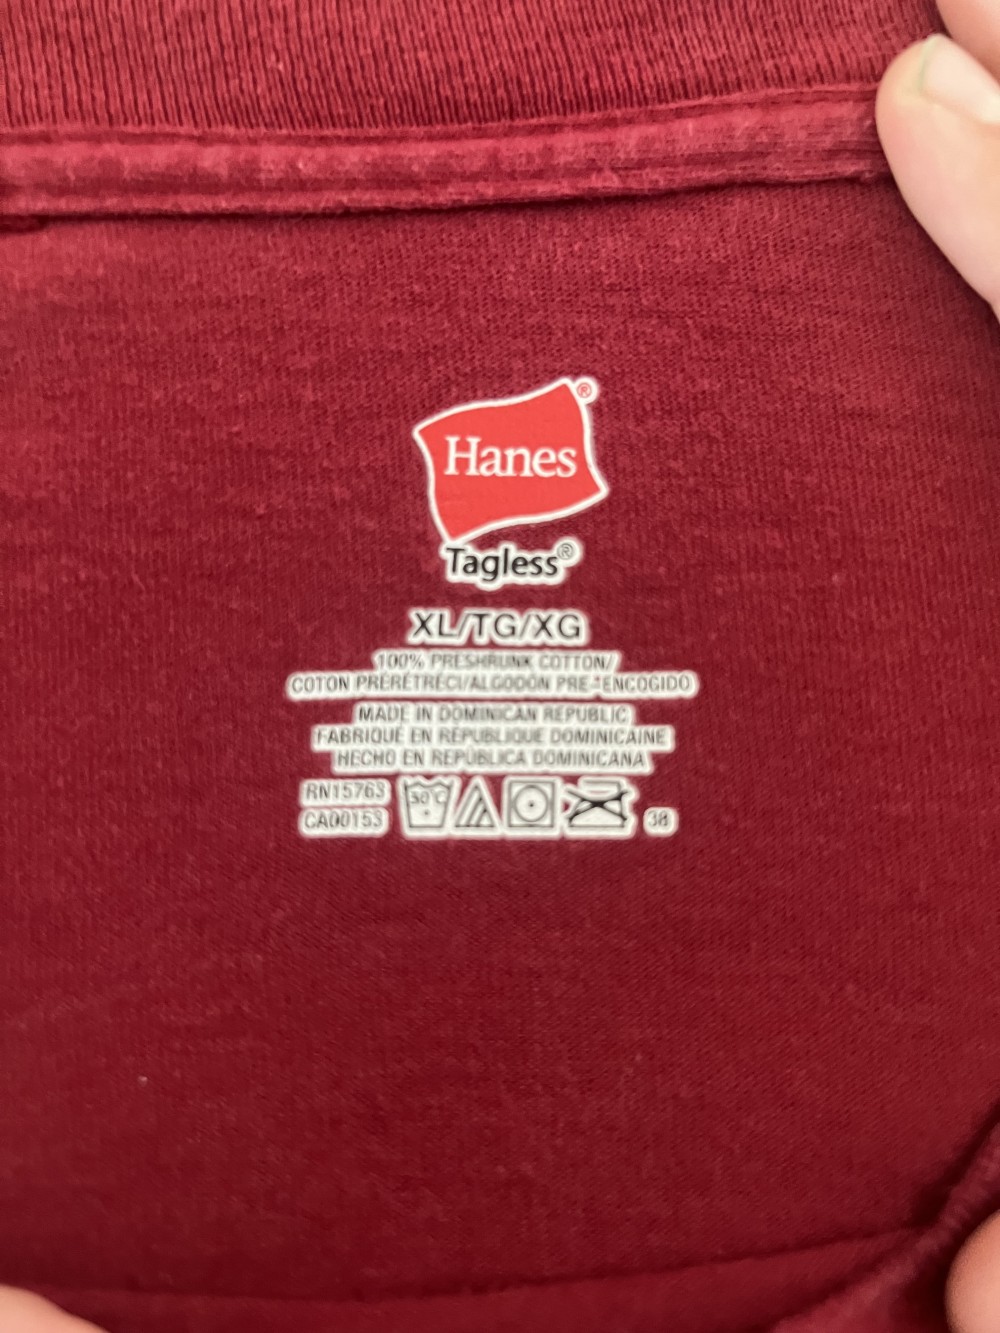 Hanes®
Tagless®
XL/TG/XG
100% PRESHRUNK COTTON/
COTON PRÉRÉTRÉCI/ALGODÓN PRE-ENCOGIDO
MADE IN DOMINICAN REPUBLIC
FABRIQUÉ EN RÉPUBLIQUE DOMINICAINE
HECHO EN REPÚBLICA DOMINICANA
RN15763
30°C
CA00153
38